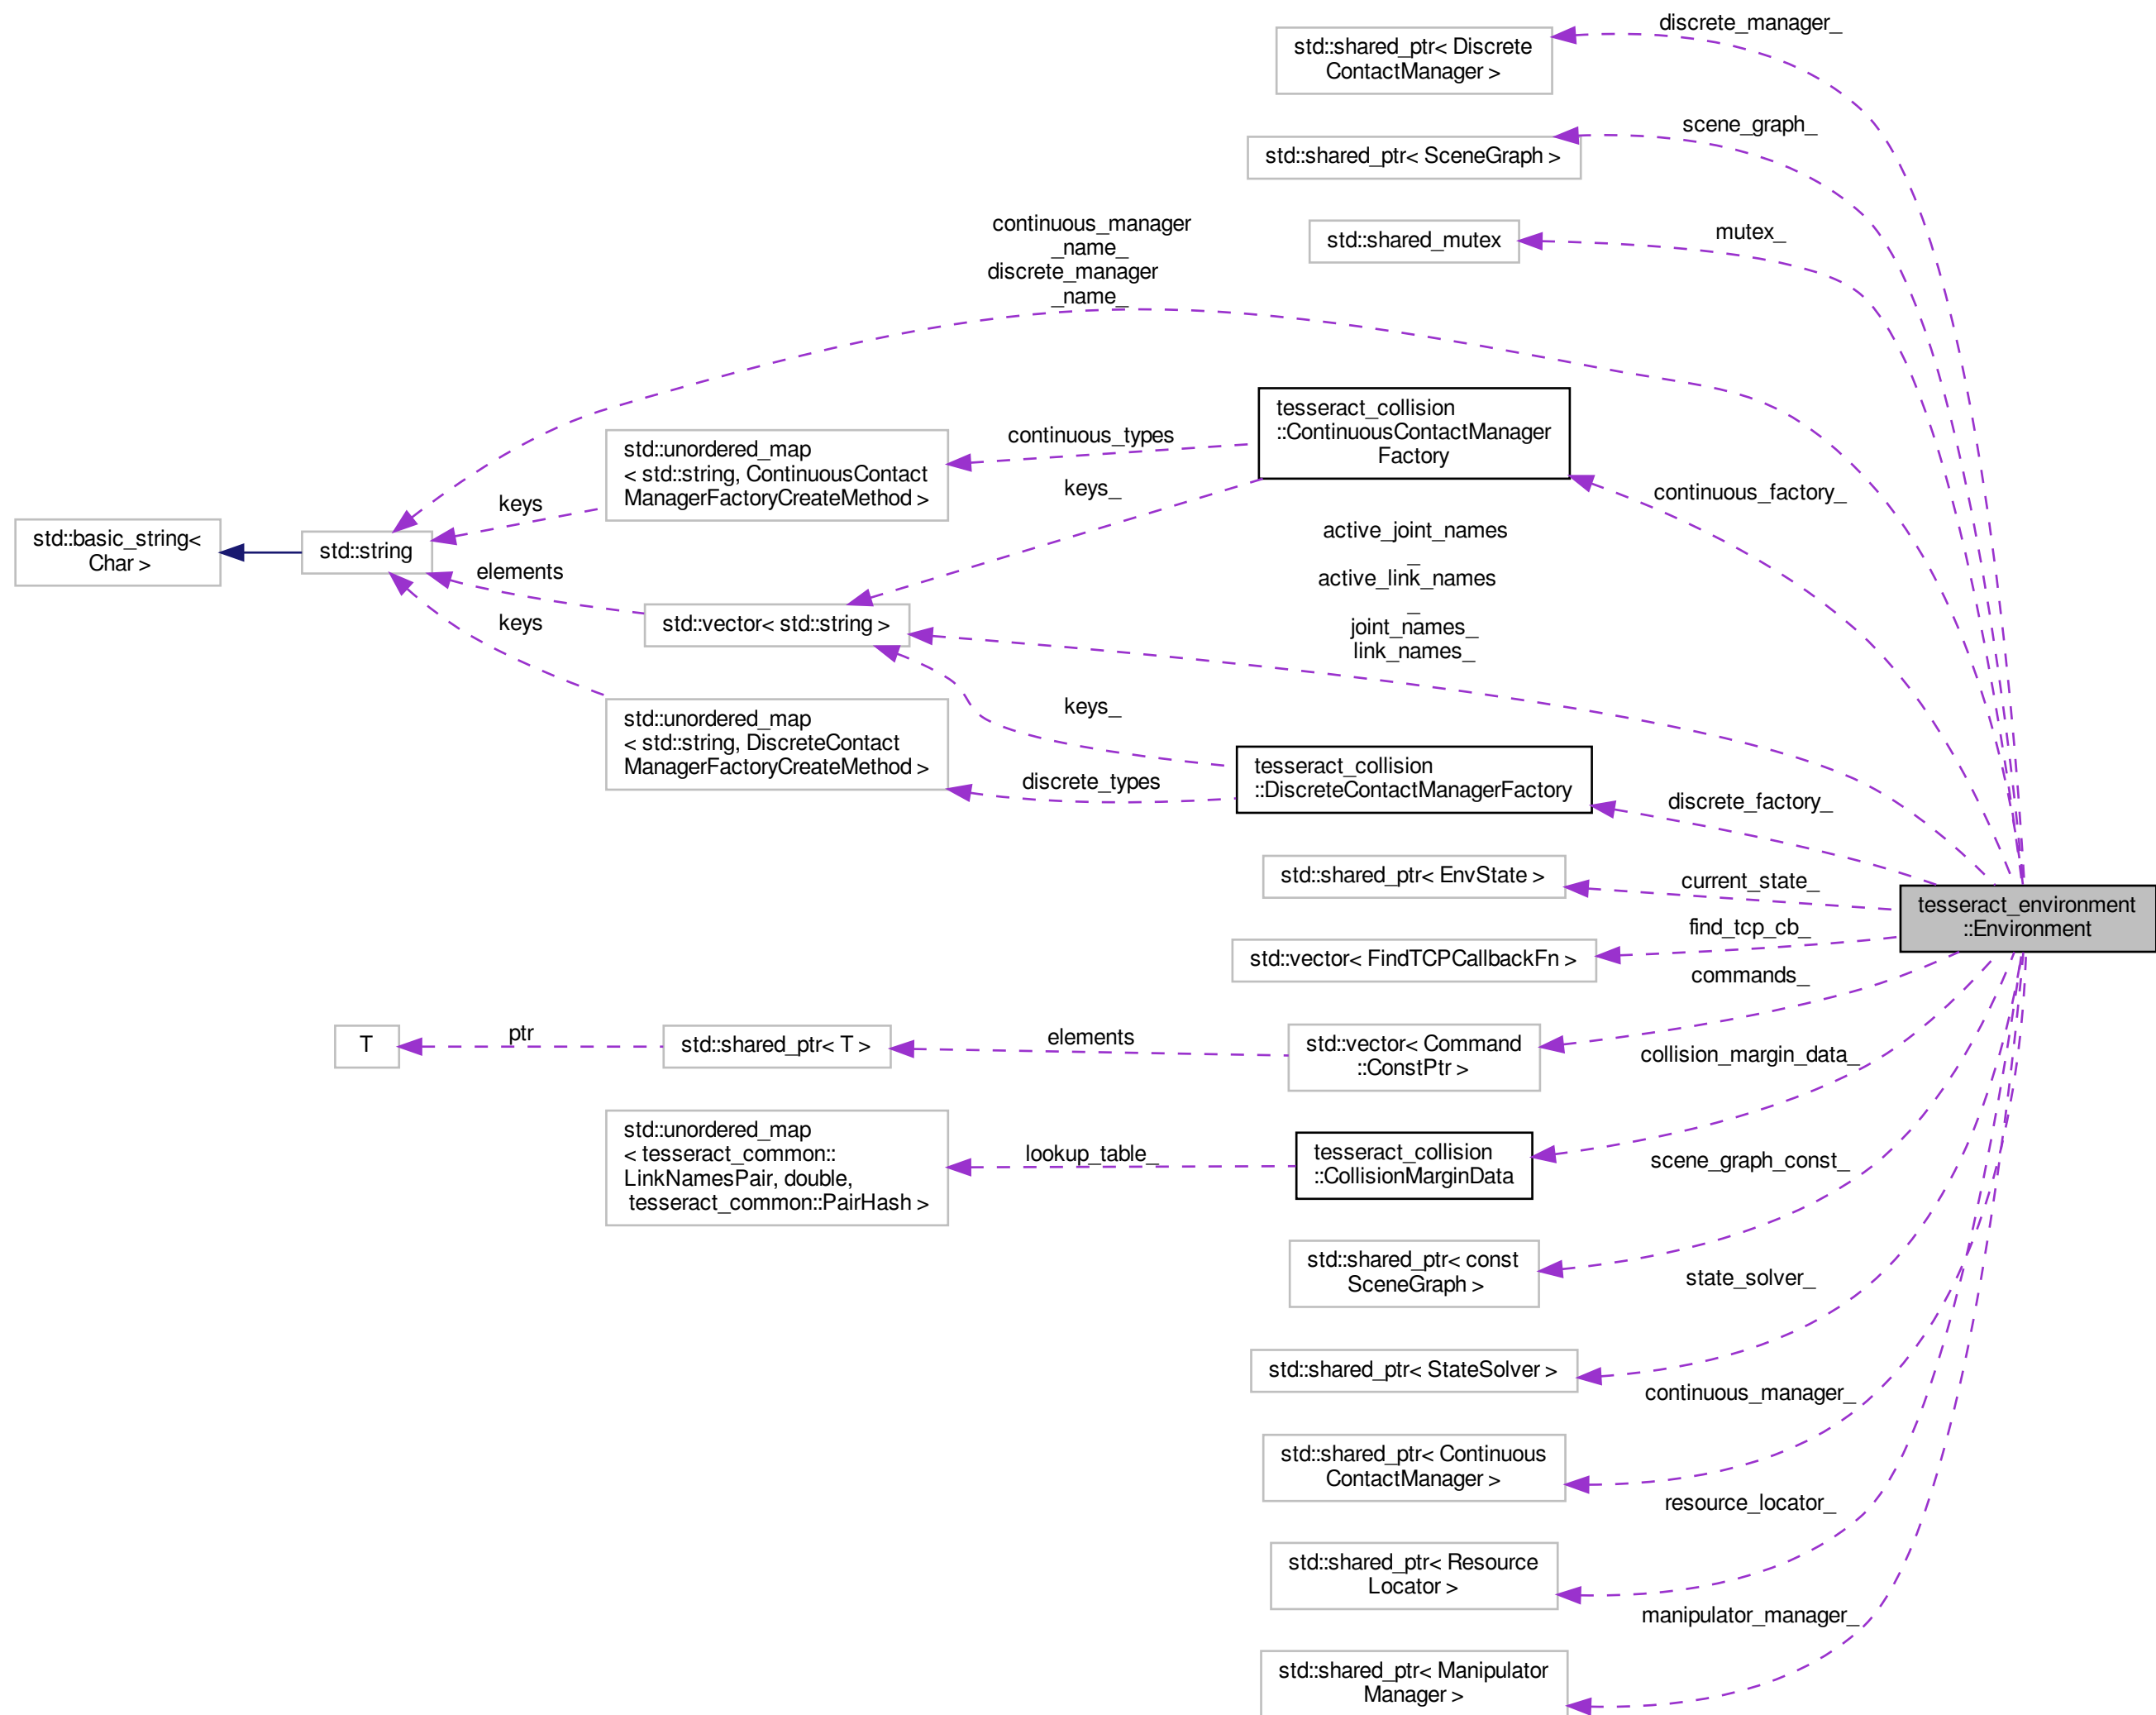 discrete_manager_
std::shared_ptr< Discrete
ContactManager >
scene_graph_
std::shared_ptr< SceneGraph >
mutex_
std::shared_mutex
continuous_manager
_name_
discrete_manager
_name_
tesseract_collision
::ContinuousContactManager
Factory
continuous_types
std::unordered_map
< std::string, ContinuousContact
ManagerFactoryCreateMethod >
keys
keys_
continuous_factory_
std::basic_string<
Char >
std::string
elements
active_joint_names
_
active_link_names
_
joint_names_
link_names_
std::vector< std::string >
keys
std::unordered_map
< std::string, DiscreteContact
ManagerFactoryCreateMethod >
keys_
discrete_types
tesseract_collision
::DiscreteContactManagerFactory
discrete_factory_
std::shared_ptr< EnvState >
current_state_
tesseract_environment
::Environment
find_tcp_cb_
std::vector< FindTCPCallbackFn >
commands_
T
ptr
std::shared_ptr< T >
elements
std::vector< Command
::ConstPtr >
collision_margin_data_
std::unordered_map
< tesseract_common::
LinkNamesPair, double,
tesseract_common::PairHash >
lookup_table_
tesseract_collision
::CollisionMarginData
scene_graph_const_
std::shared_ptr< const
SceneGraph >
state_solver_
std::shared_ptr< StateSolver >
continuous_manager_
std::shared_ptr< Continuous
ContactManager >
resource_locator_
std::shared_ptr< Resource
Locator >
manipulator_manager_
std::shared_ptr< Manipulator
Manager >